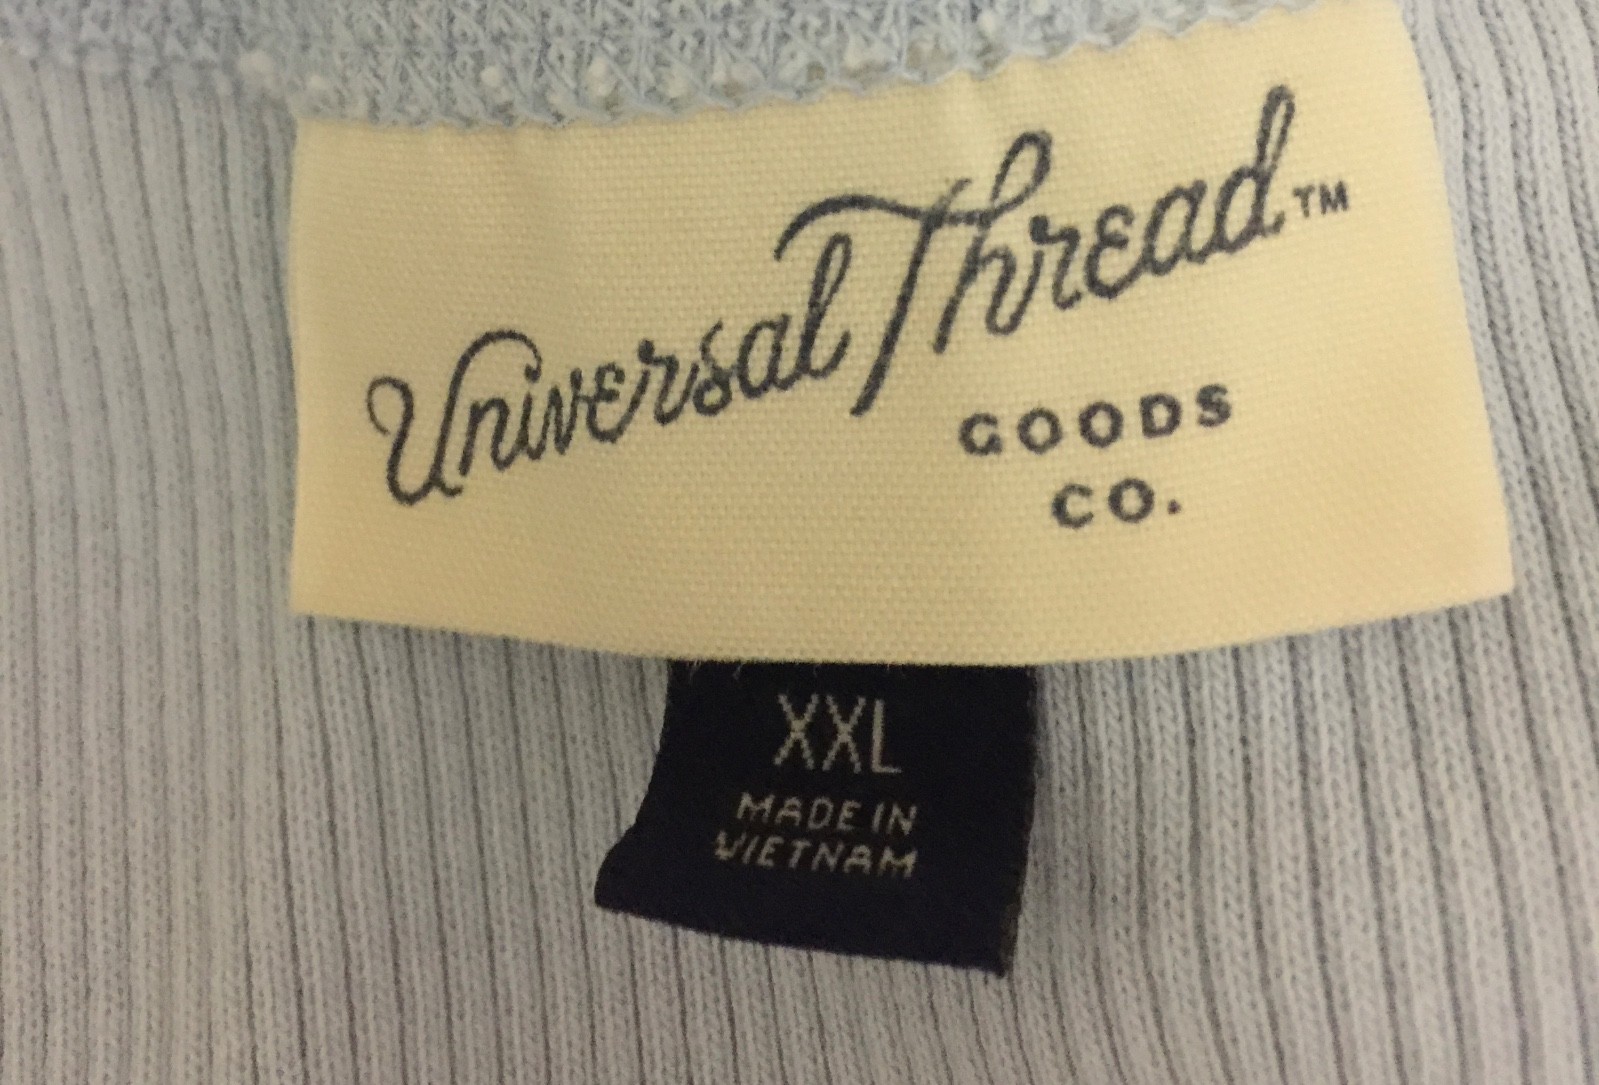 Universal Thread™
GOODS
CO.
XXL
MADE IN
VIETNAM